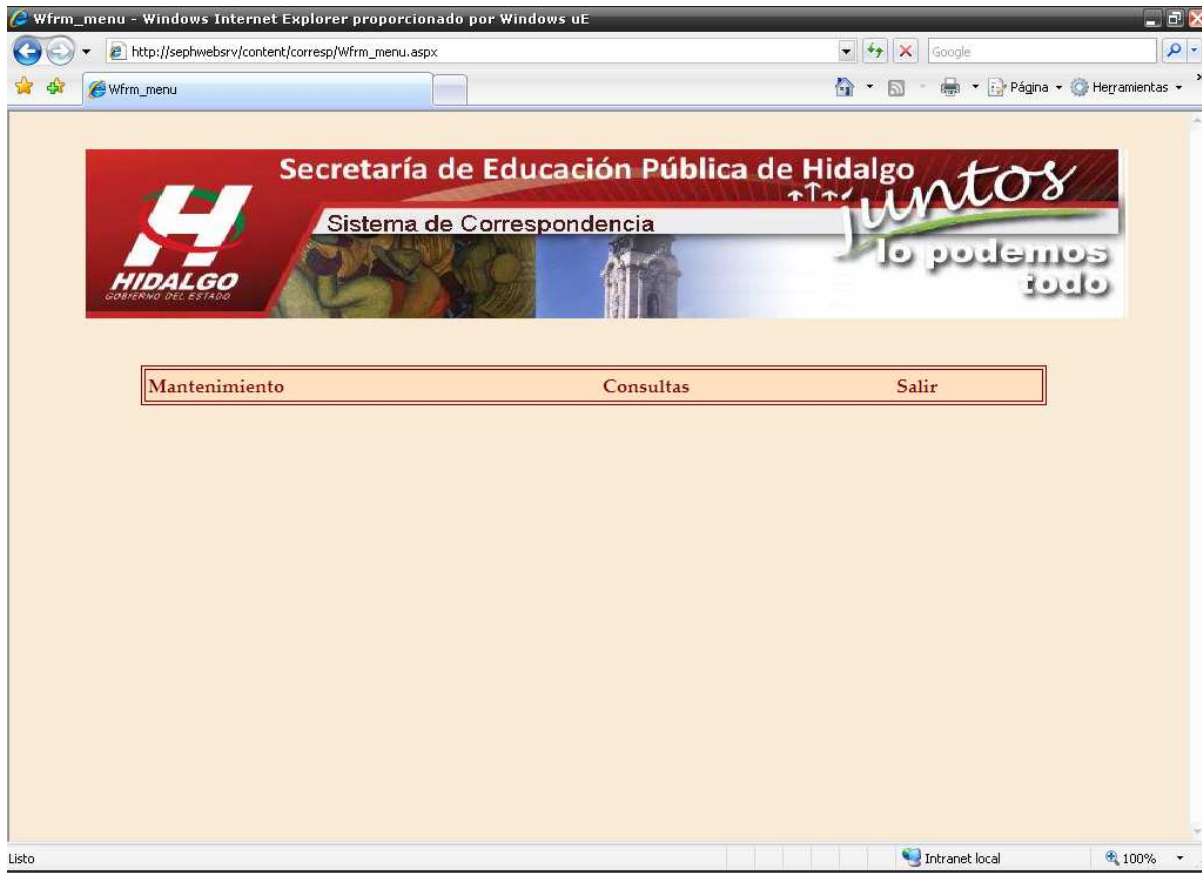 Wfrm_menu - Windows Internet Explorer proporcionado por Windows uE
http://sephwebsrv/content/corresp/Wfrm_menu.aspx
Google
Wfrm_menu
Página
Herramientas
Secretaría de Educación Pública de Hidalgo
juntos
Sistema de Correspondencia
lo podemos
todo
HIDALGO
GOBIERNO DEL ESTADO
Mantenimiento Consultas Salir
Listo
Intranet local
100%